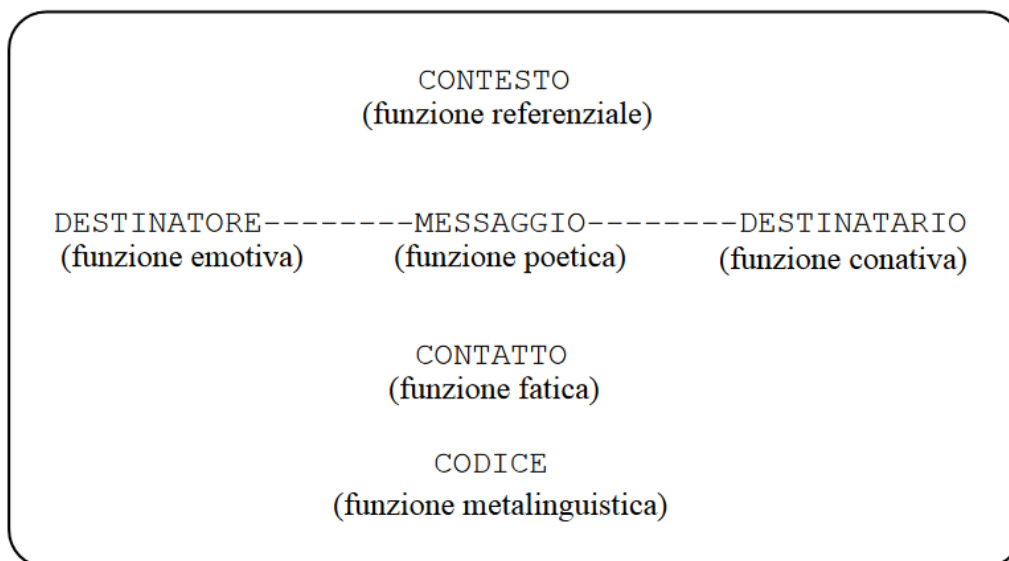 CONTESTO
(funzione referenziale)
DESTINATORE--------MESSAGGIO--------DESTINATARIO
(funzione emotiva) (funzione poetica) (funzione conativa)
CONTATTO
(funzione fatica)
CODICE
(funzione metalinguistica)